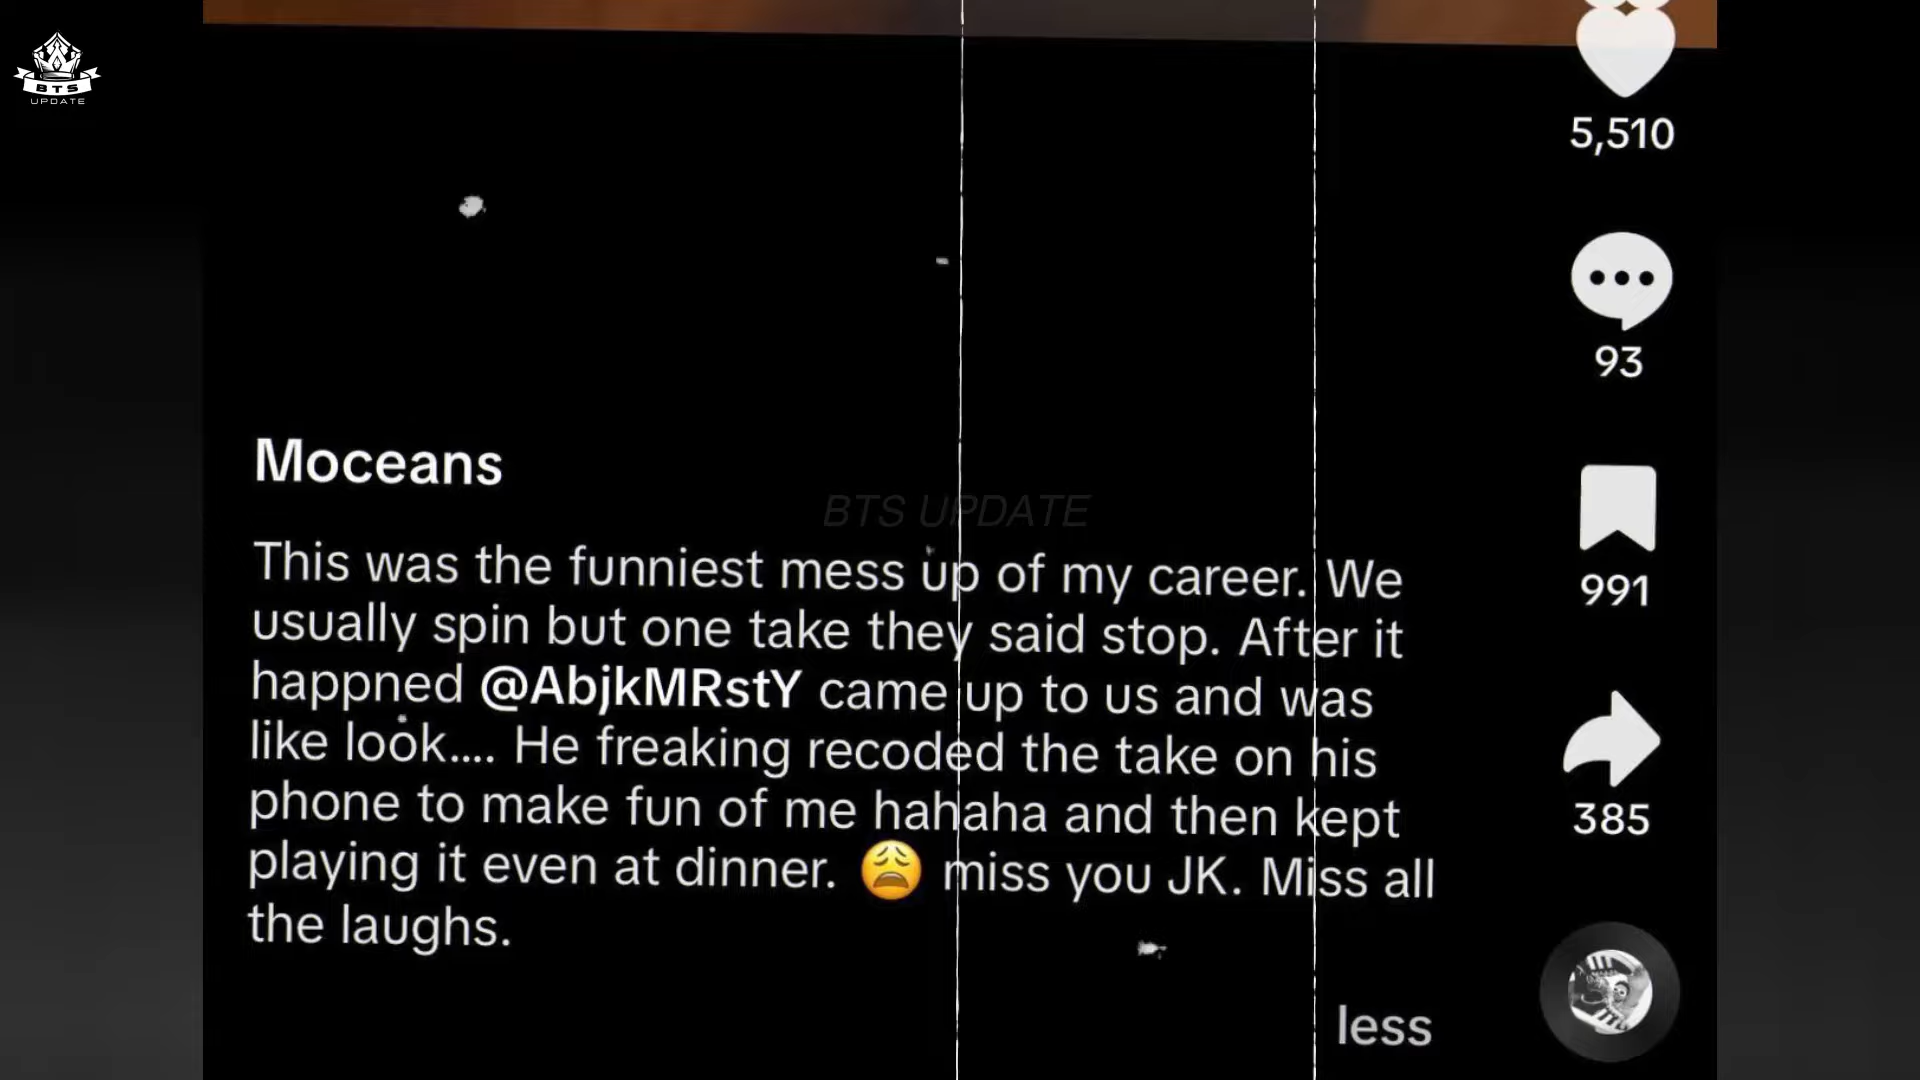 BTS
UPDATE
5,510
93
Moceans
BTS UPDATE
991
This was the funniest mess up of my career. We
usually spin but one take they said stop. After it
happned @AbjkMRstY came up to us and was
like look.... He freaking recoded the take on his
phone to make fun of me hahaha and then kept
playing it even at dinner. 😩 miss you JK. Miss all
the laughs.
385
less